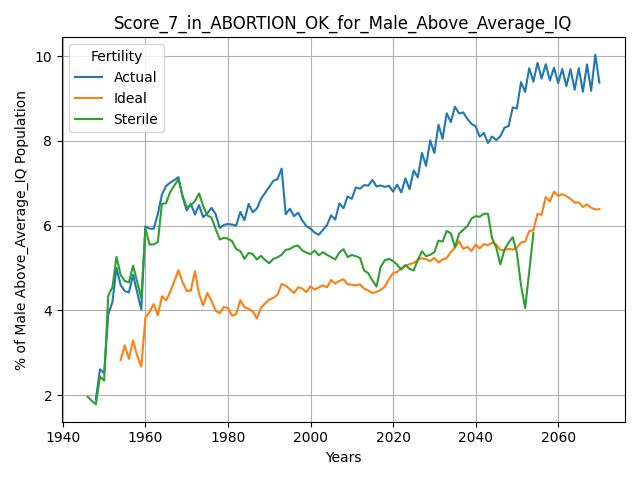 Score_7_in_ABORTION_OK_for_Male_Above_Average_IQ
Fertility
Actual
Ideal
Sterile
% of Male Above_Average_IQ Population
10
8
6
4
2
1940 1960 1980 2000 2020 2040 2060
Years